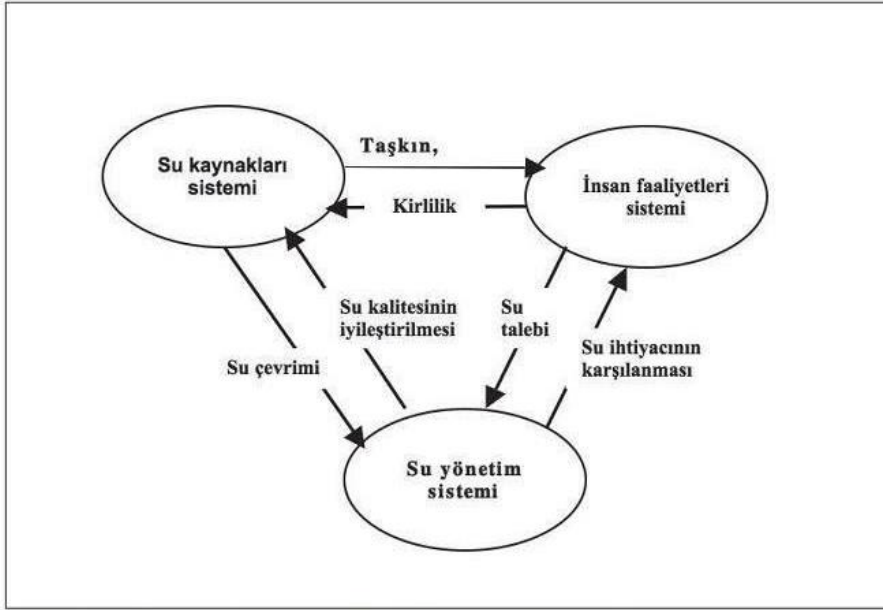 Su kaynakları
sistemi
Taşkın,
İnsan faaliyetleri
sistemi
Kirlilik
Su kalitesinin
iyileştirilmesi
Su
talebi
Su çevrimi
Su ihtiyacının
karşılanması
Su yönetim
sistemi